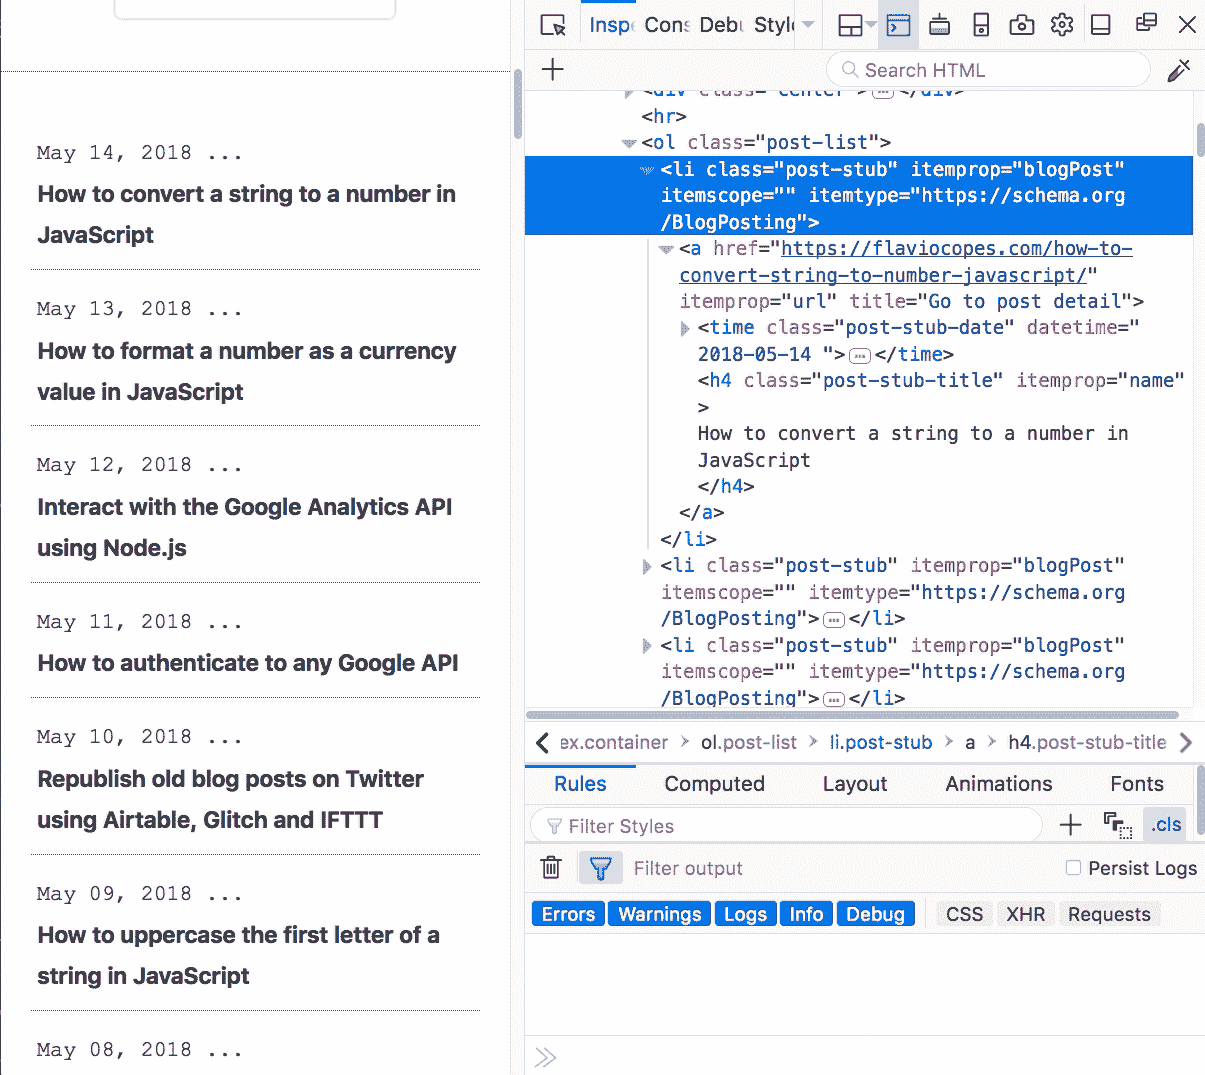 May 14, 2018 ...
How to convert a string to a number in
JavaScript
May 13, 2018 ...
How to format a number as a currency
value in JavaScript
May 12, 2018 ...
Interact with the Google Analytics API
using Node.js
May 11, 2018 ...
How to authenticate to any Google API
May 10, 2018 ...
Republish old blog posts on Twitter
using Airtable, Glitch and IFTTT
May 09, 2018 ...
How to uppercase the first letter of a
string in JavaScript
May 08, 2018 ...
Search HTML
<div class="center">…</div>
<hr>
<ol class="post-list">
<li class="post-stub" itemprop="blogPost"
itemscope="" itemtype="https://schema.org
/BlogPosting">
<a href="https://flaviocopes.com/how-to-
convert-string-to-number-javascript/"
itemprop="url" title="Go to post detail">
<time class="post-stub-date" datetime="
2018-05-14 ">…</time>
<h4 class="post-stub-title" itemprop="name"
>
How to convert a string to a number in
JavaScript
</h4>
</a>
</li>
<li class="post-stub" itemprop="blogPost"
itemscope="" itemtype="https://schema.org
/BlogPosting">…</li>
<li class="post-stub" itemprop="blogPost"
itemscope="" itemtype="https://schema.org
/BlogPosting">…</li>
ex.container > ol.post-list > li.post-stub > a > h4.post-stub-title
Rules Computed Layout Animations Fonts
Filter Styles + .cls
Filter output Persist Logs
Errors Warnings Logs Info Debug CSS XHR Requests